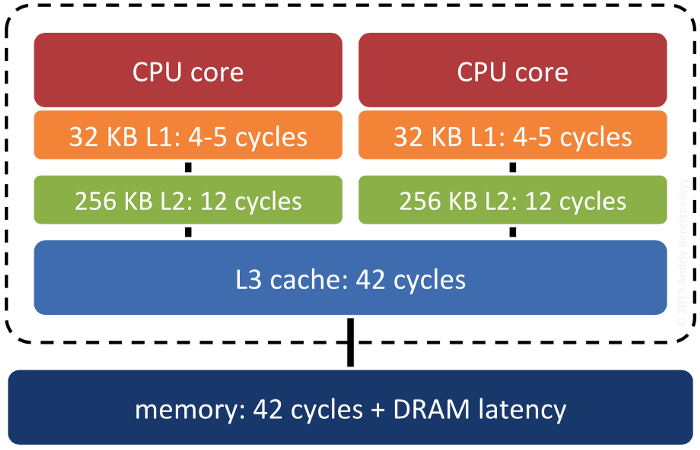 CPU core
CPU core
32 KB L1: 4-5 cycles
32 KB L1: 4-5 cycles
256 KB L2: 12 cycles
256 KB L2: 12 cycles
L3 cache: 42 cycles
memory: 42 cycles + DRAM latency
© 2019 Andriy Berestovskyy